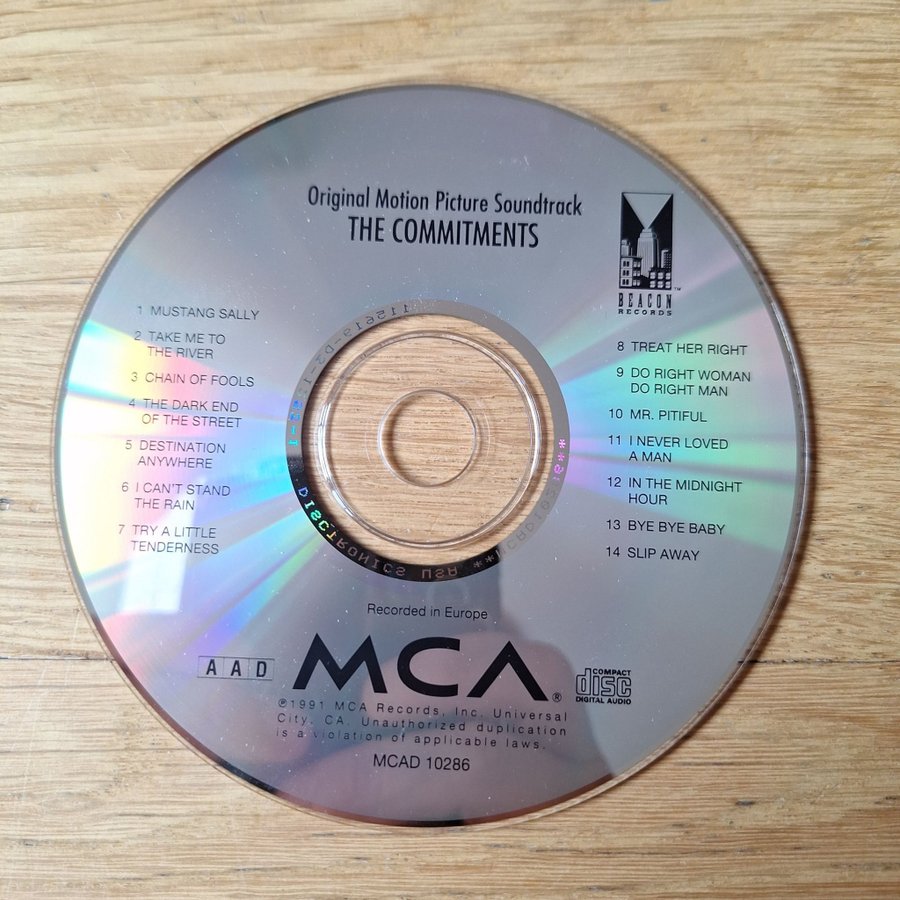 Original Motion Picture Soundtrack
THE COMMITMENTS
BEACON
RECORDS
™
1 MUSTANG SALLY
2 TAKE ME TO
THE RIVER
3 CHAIN OF FOOLS
4 THE DARK END
OF THE STREET
5 DESTINATION
ANYWHERE
6 I CAN'T STAND
THE RAIN
7 TRY A LITTLE
TENDERNESS
8 TREAT HER RIGHT
9 DO RIGHT WOMAN
DO RIGHT MAN
10 MR. PITIFUL
11 I NEVER LOVED
A MAN
12 IN THE MIDNIGHT
HOUR
13 BYE BYE BABY
14 SLIP AWAY
DISCTRONICS USA
Recorded in Europe
AAD
MCA®
COMPACT
disc
DIGITAL AUDIO
℗1991 MCA Records, Inc. Universal
City, CA. Unauthorized duplication
is a violation of applicable laws.
MCAD 10286